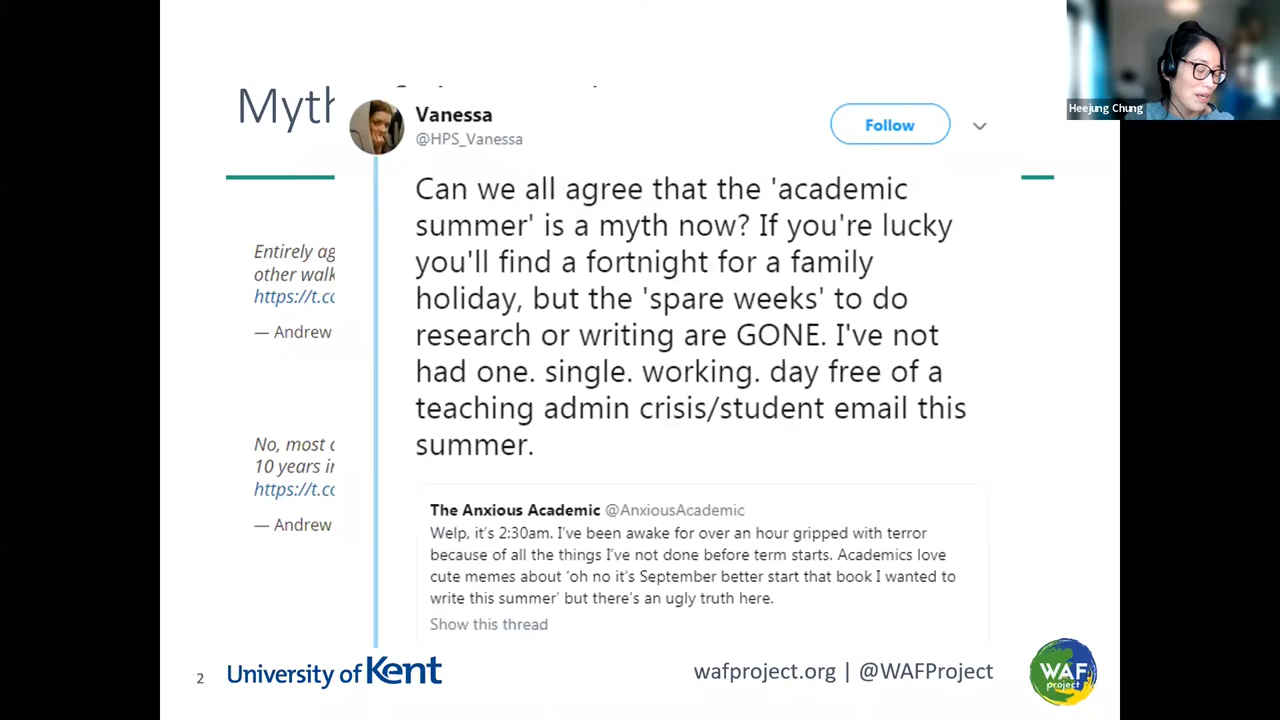 Heejung Chung
Myth
Vanessa
@HPS_Vanessa
Follow
Can we all agree that the 'academic
summer' is a myth now? If you're lucky
you'll find a fortnight for a family
holiday, but the 'spare weeks' to do
research or writing are GONE. I've not
had one. single. working. day free of a
teaching admin crisis/student email this
summer.
Entirely ag
other walk
https://t.co
— Andrew
No, most
10 years in
https://t.co
— Andrew
The Anxious Academic @AnxiousAcademic
Welp, it's 2:30am. I've been awake for over an hour gripped with terror
because of all the things I've not done before term starts. Academics love
cute memes about 'oh no it's September better start that book I wanted to
write this summer' but there's an ugly truth here.
Show this thread
2
University of Kent
wafproject.org | @WAFProject
WAF
project